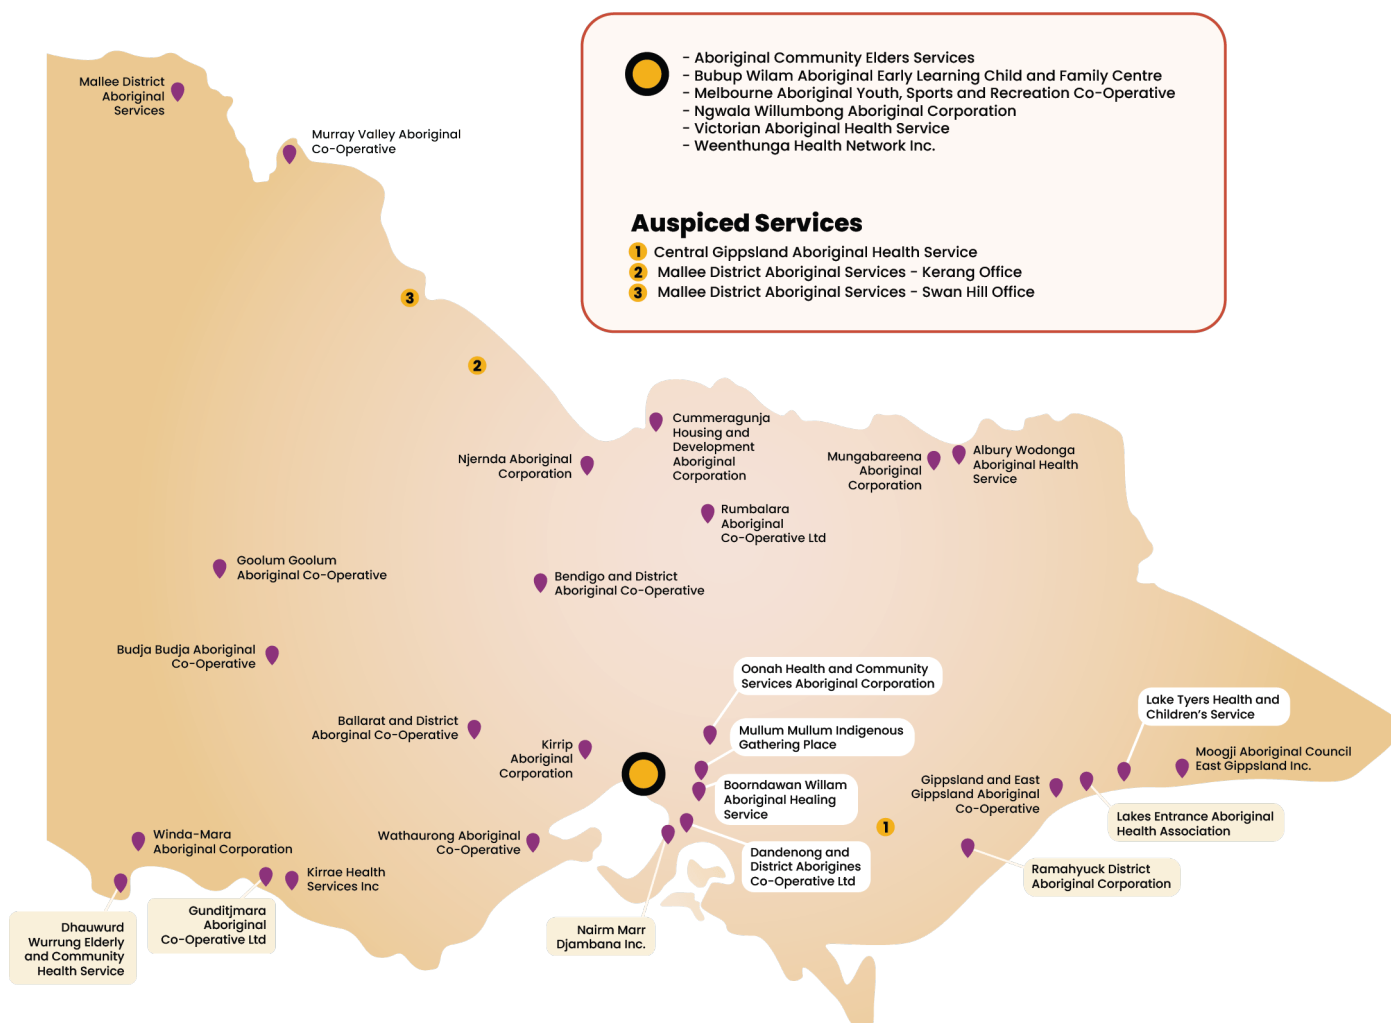 - Aboriginal Community Elders Services
- Bubup Wilam Aboriginal Early Learning Child and Family Centre
- Melbourne Aboriginal Youth, Sports and Recreation Co-Operative
- Ngwala Willumbong Aboriginal Corporation
- Victorian Aboriginal Health Service
- Weenthunga Health Network Inc.
Auspiced Services
1 Central Gippsland Aboriginal Health Service
2 Mallee District Aboriginal Services - Kerang Office
3 Mallee District Aboriginal Services - Swan Hill Office
Mallee District
Aboriginal
Services
Murray Valley Aboriginal
Co-Operative
3
2
Cummeragunja
Housing and
Development
Aboriginal
Corporation
Njernda Aboriginal
Corporation
Mungabareena
Aboriginal
Corporation
Albury Wodonga
Aboriginal Health
Service
Rumbalara
Aboriginal
Co-Operative Ltd
Goolum Goolum
Aboriginal Co-Operative
Bendigo and District
Aboriginal Co-Operative
Budja Budja Aboriginal
Co-Operative
Oonah Health and Community
Services Aboriginal Corporation
Lake Tyers Health and
Children's Service
Ballarat and District
Aborginal Co-Operative
Mullum Mullum Indigenous
Gathering Place
Kirrip
Aboriginal
Corporation
Moogji Aboriginal Council
East Gippsland Inc.
Boorndawan Willam
Aboriginal Healing
Service
Gippsland and East
Gippsland Aboriginal
Co-Operative
Lakes Entrance Aboriginal
Health Association
1
Winda-Mara
Aboriginal Corporation
Wathaurong Aboriginal
Co-Operative
Dandenong and
District Aborigines
Co-Operative Ltd
Ramahyuck District
Aboriginal Corporation
Kirrae Health
Services Inc
Gunditjmara
Aboriginal
Co-Operative Ltd
Dhauwurd
Wurrung Elderly
and Community
Health Service
Nairm Marr
Djambana Inc.